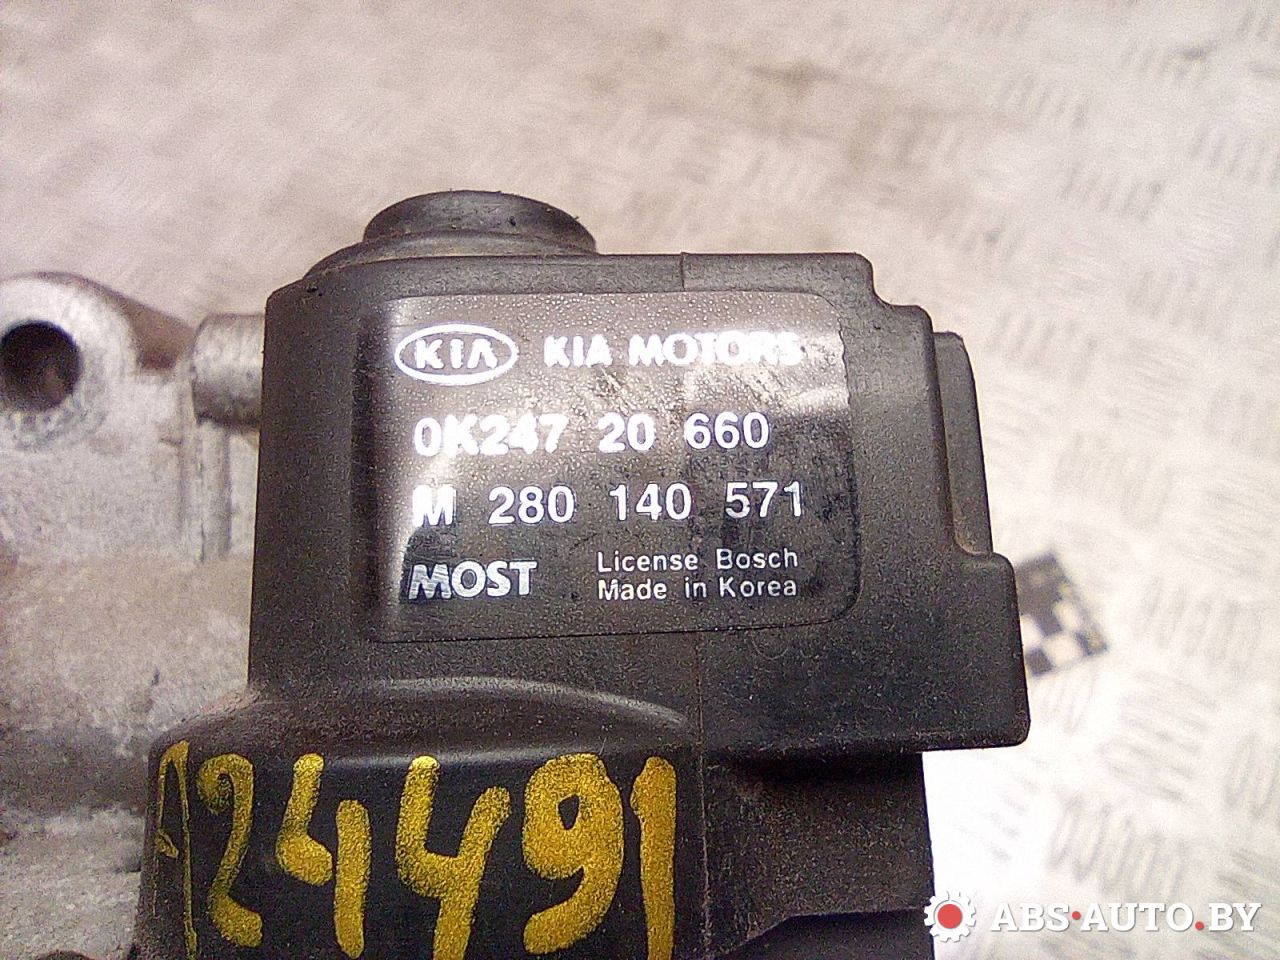 KIA KIA MOTORS
0K247 20 660
M 280 140 571
MOST License Bosch
Made in Korea
A24491
ABS-AUTO.BY